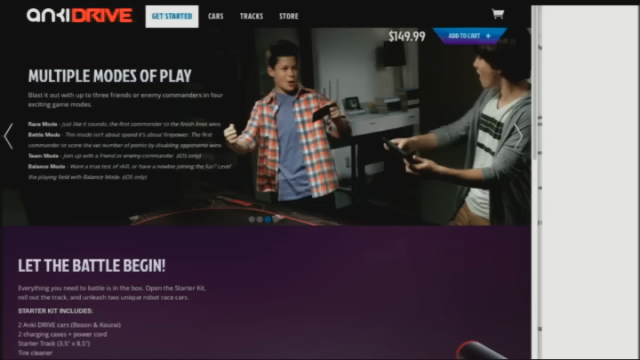 ANKI DRIVE
GET STARTED CARS TRACKS STORE
$149.99 ADD TO CART +
MULTIPLE MODES OF PLAY
Blast it out with up to three friends or enemy commanders in four
exciting game modes.
Race Mode - Just like it sounds, the first commander to the finish lines wins.
Battle Mode - This mode isn't about speed it's about firepower. The first
commander to score the set number of points by disabling opponents wins.
Team Mode - Join up with a friend or enemy commander. (iOS only)
Balance Mode - Want a true test of skill, or have a newbie joining the fun? Level
the playing field with Balance Mode. (iOS only)
LET THE BATTLE BEGIN!
Everything you need to battle is in the box. Open the Starter Kit,
roll out the track, and unleash two unique robot race cars.
STARTER KIT INCLUDES:
2 Anki DRIVE cars (Boson & Kourai)
2 charging cases + power cord
Starter Track (3.5' x 8.5')
Tire cleaner